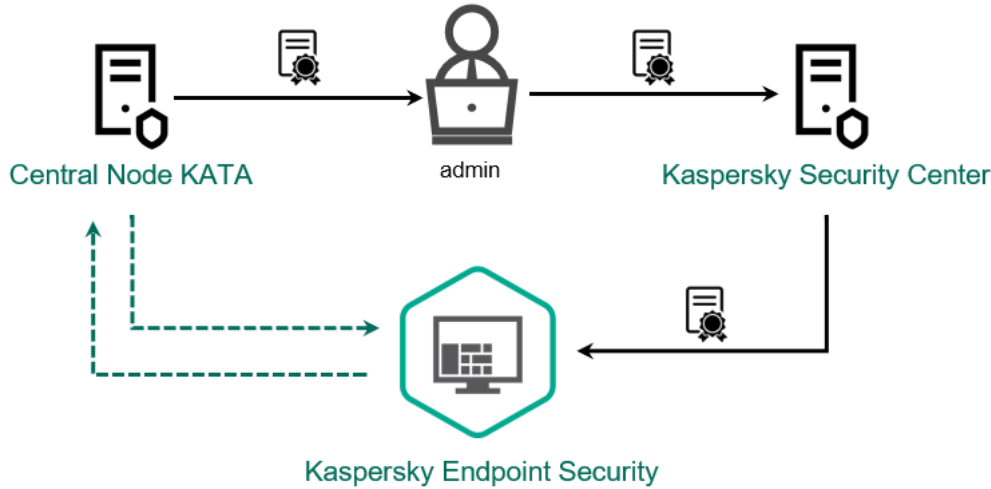 Central Node KATA
admin
Kaspersky Security Center
Kaspersky Endpoint Security